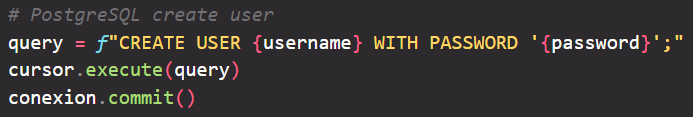 # PostgreSQL create user
query = f"CREATE USER {username} WITH PASSWORD '{password}';"
cursor.execute(query)
conexion.commit()